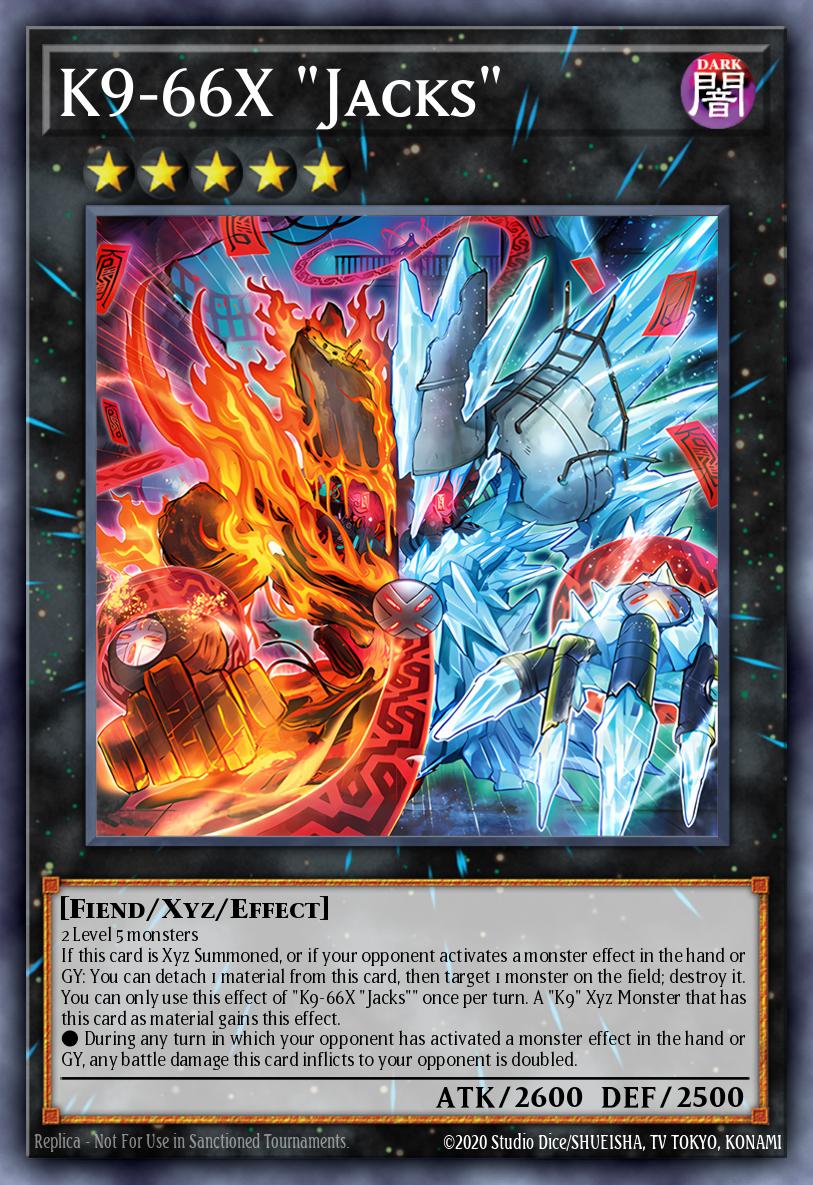 K9-66X "Jacks"
DARK
闇
[Fiend/Xyz/Effect]
2 Level 5 monsters
If this card is Xyz Summoned, or if your opponent activates a monster effect in the hand or
GY: You can detach 1 material from this card, then target 1 monster on the field; destroy it.
You can only use this effect of "K9-66X "Jacks"" once per turn. A "K9" Xyz Monster that has
this card as material gains this effect.
● During any turn in which your opponent has activated a monster effect in the hand or
GY, any battle damage this card inflicts to your opponent is doubled.
ATK/2600 DEF/2500
Replica - Not For Use in Sanctioned Tournaments.
©2020 Studio Dice/SHUEISHA, TV TOKYO, KONAMI